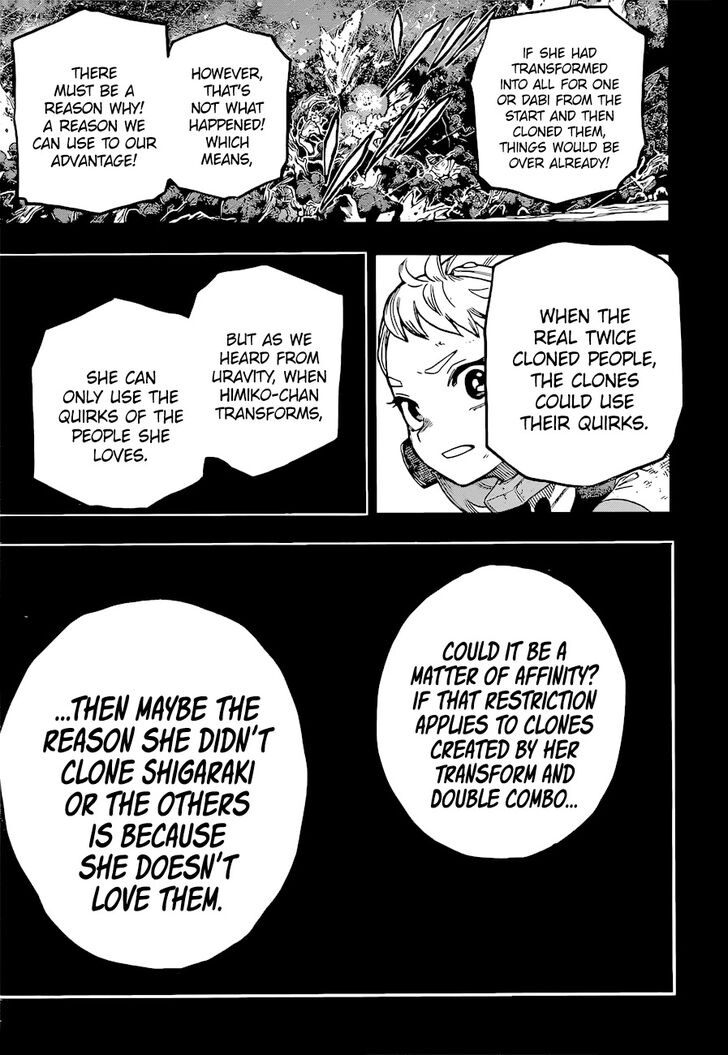 IF SHE HAD
TRANSFORMED
INTO ALL FOR ONE
OR DABI FROM THE
START AND THEN
CLONED THEM,
THINGS WOULD
BE OVER ALREADY!
HOWEVER,
THAT'S
NOT WHAT
HAPPENED!
WHICH
MEANS,
THERE
MUST BE A
REASON WHY!
A REASON WE
CAN USE TO OUR
ADVANTAGE!
WHEN THE
REAL TWICE
CLONED PEOPLE,
THE CLONES
COULD USE
THEIR QUIRKS.
BUT AS WE
HEARD FROM
URAVITY, WHEN
HIMIKO-CHAN
TRANSFORMS,
SHE CAN
ONLY USE THE
QUIRKS OF THE
PEOPLE SHE
LOVES.
COULD IT BE A
MATTER OF AFFINITY?
IF THAT RESTRICTION
APPLIES TO CLONES
CREATED BY HER
TRANSFORM AND
DOUBLE COMBO...
...THEN MAYBE THE
REASON SHE DIDN'T
CLONE SHIGARAKI
OR THE OTHERS
IS BECAUSE
SHE DOESN'T
LOVE THEM.